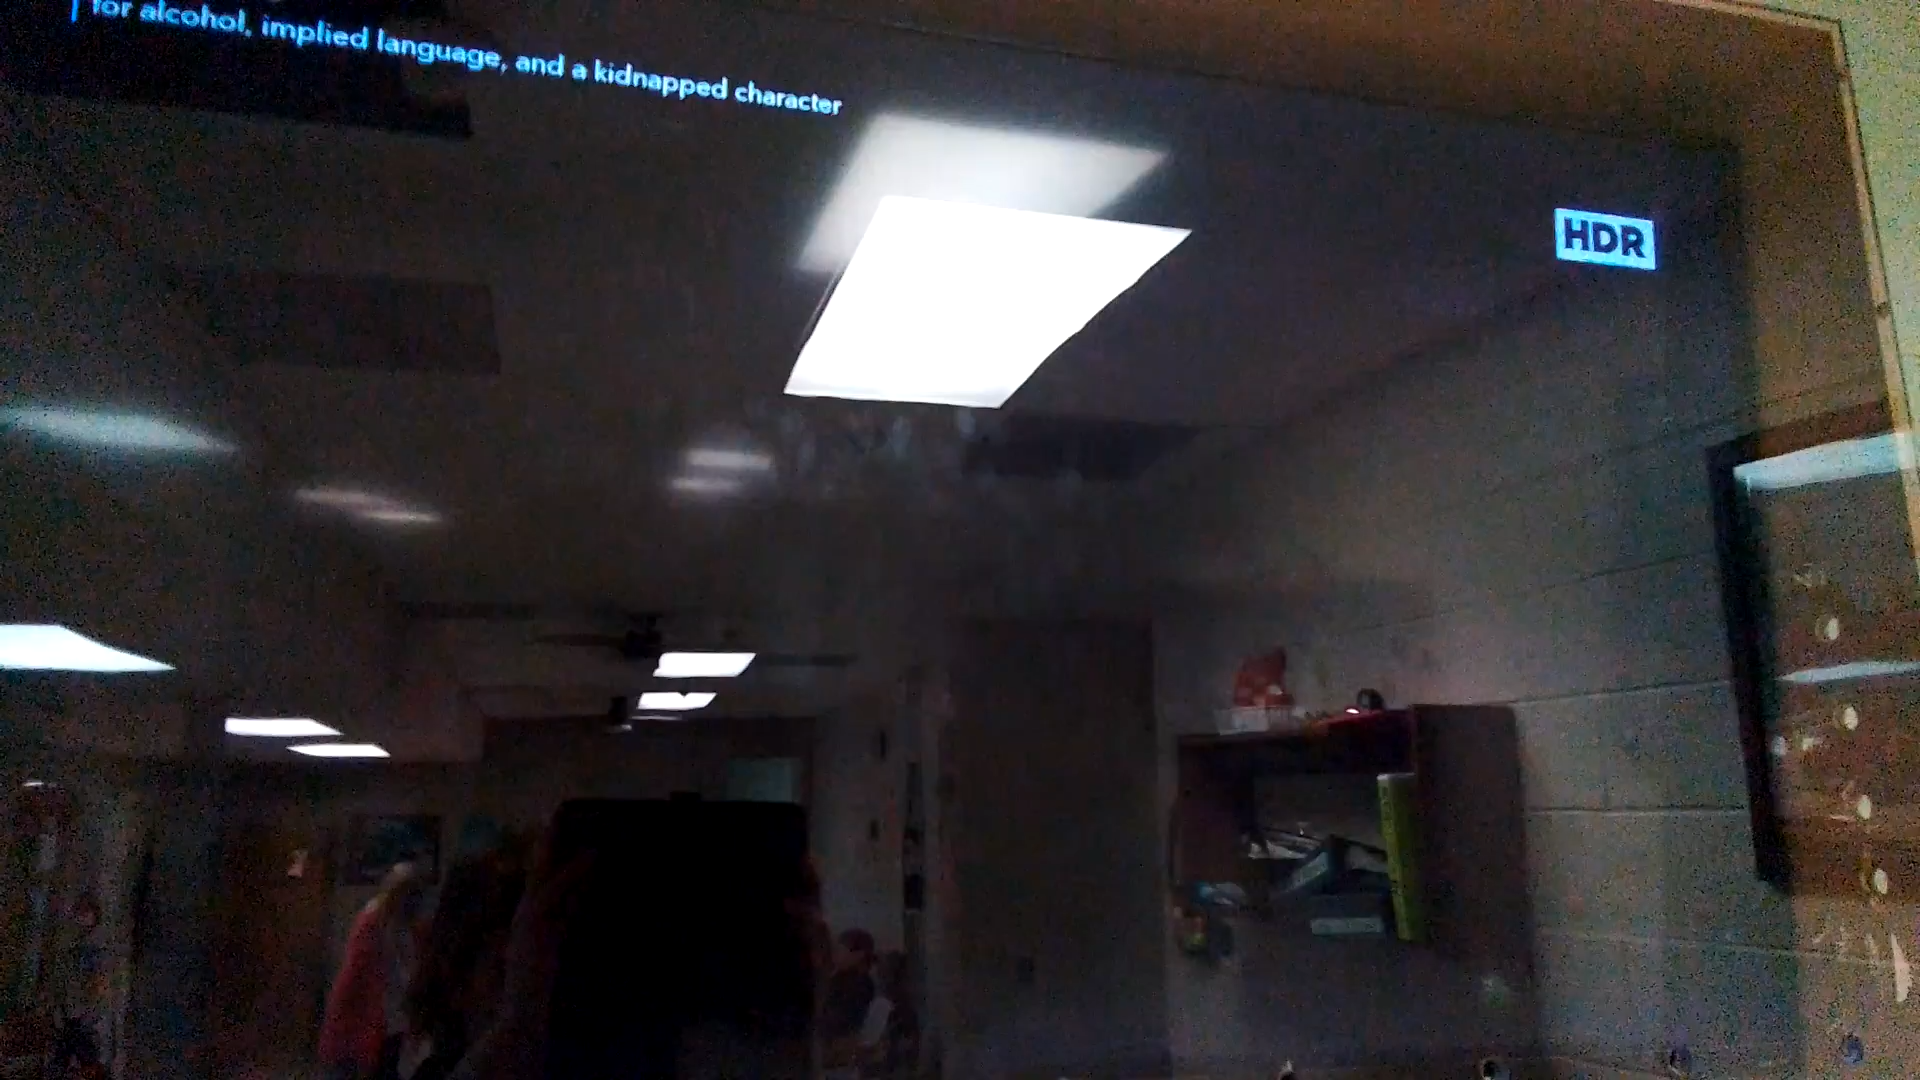 for alcohol, implied language, and a kidnapped character
HDR